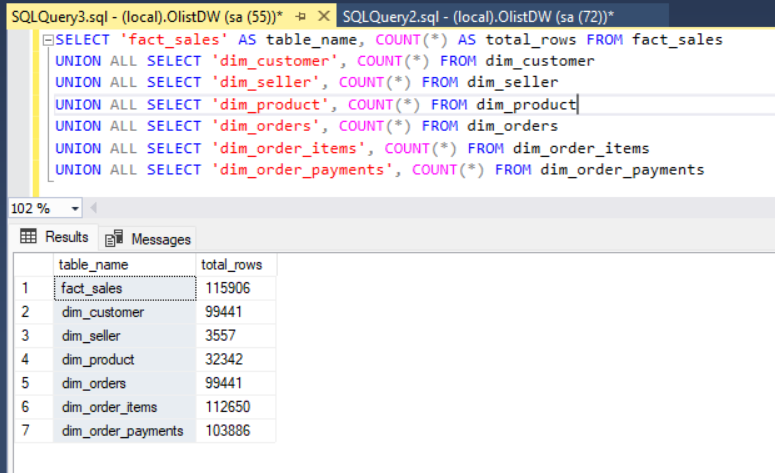 SQLQuery3.sql - (local).OlistDW (sa (55))* SQLQuery2.sql - (local).OlistDW (sa (72))*
SELECT 'fact_sales' AS table_name, COUNT(*) AS total_rows FROM fact_sales
UNION ALL SELECT 'dim_customer', COUNT(*) FROM dim_customer
UNION ALL SELECT 'dim_seller', COUNT(*) FROM dim_seller
UNION ALL SELECT 'dim_product', COUNT(*) FROM dim_product
UNION ALL SELECT 'dim_orders', COUNT(*) FROM dim_orders
UNION ALL SELECT 'dim_order_items', COUNT(*) FROM dim_order_items
UNION ALL SELECT 'dim_order_payments', COUNT(*) FROM dim_order_payments
102 %
Results Messages
table_name total_rows
1 fact_sales 115906
2 dim_customer 99441
3 dim_seller 3557
4 dim_product 32342
5 dim_orders 99441
6 dim_order_items 112650
7 dim_order_payments 103886